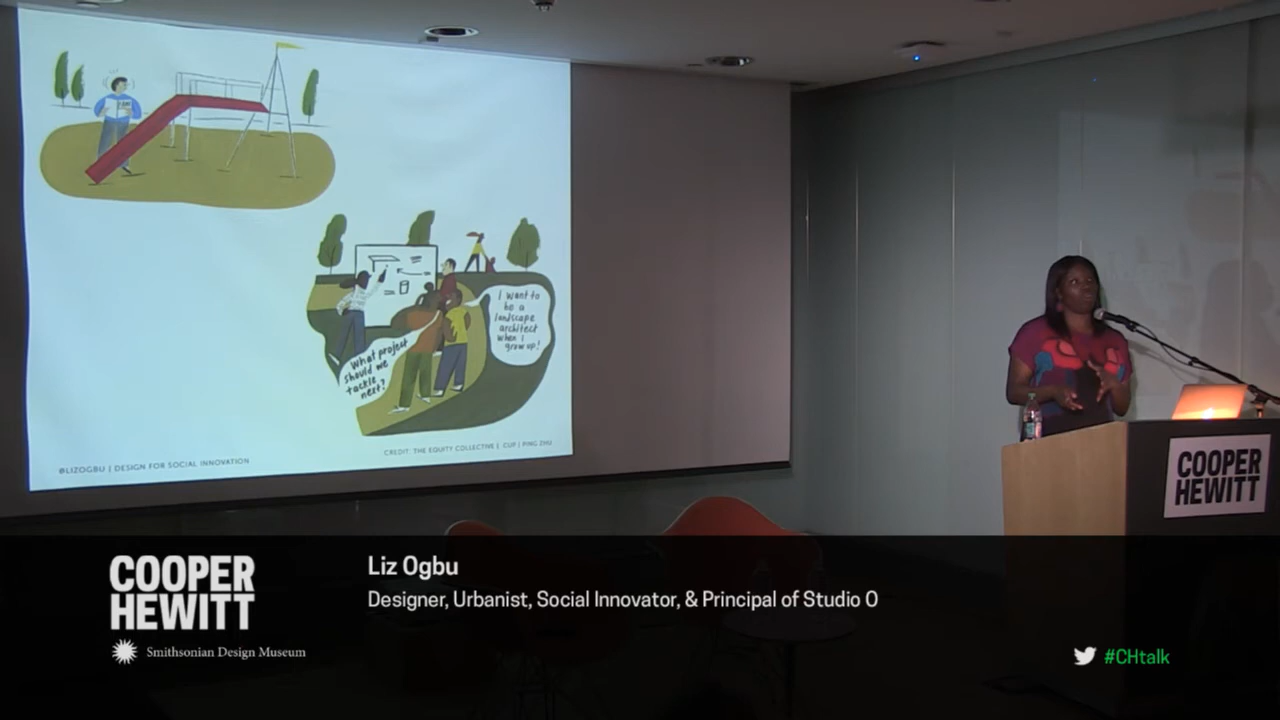 I want to
be a
landscape
architect
when I
grow up!
What project
should we
tackle
next?
CREDIT: THE EQUITY COLLECTIVE | CUP | PING ZHU
@LIZOGBU | DESIGN FOR SOCIAL INNOVATION
COOPER
HEWITT
COOPER
HEWITT
Smithsonian Design Museum
Liz Ogbu
Designer, Urbanist, Social Innovator, & Principal of Studio O
#CHtalk